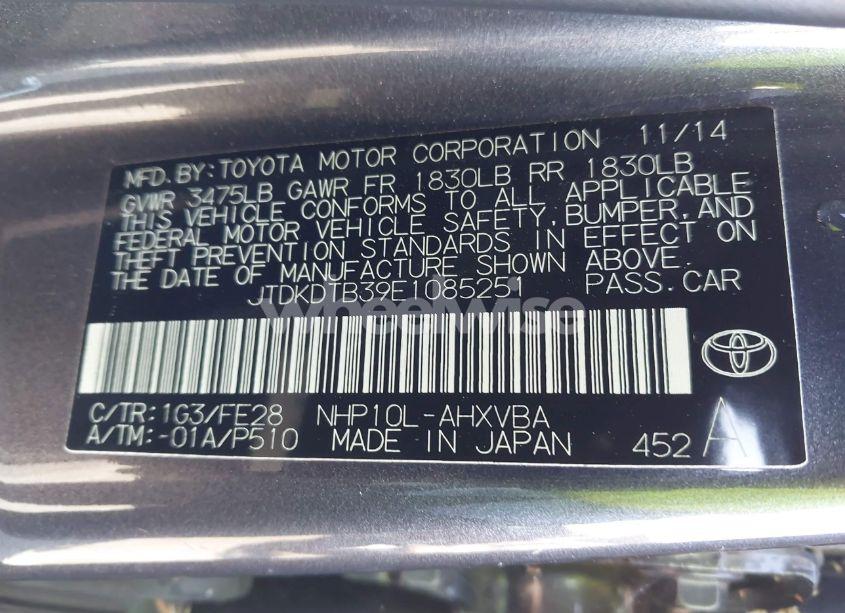 MFD. BY: TOYOTA MOTOR CORPORATION 11/14
GVWR 3475LB GAWR FR 1830LB RR 1830LB
THIS VEHICLE CONFORMS TO ALL APPLICABLE
FEDERAL MOTOR VEHICLE SAFETY, BUMPER, AND
THEFT PREVENTION STANDARDS IN EFFECT ON
THE DATE OF MANUFACTURE SHOWN ABOVE.
JTDKDTB39E1085251 PASS. CAR
wheelwise
C/TR: 1G3/FE28 NHP10L-AHXVBA
A/TM: -01A/P510 MADE IN JAPAN 452 A